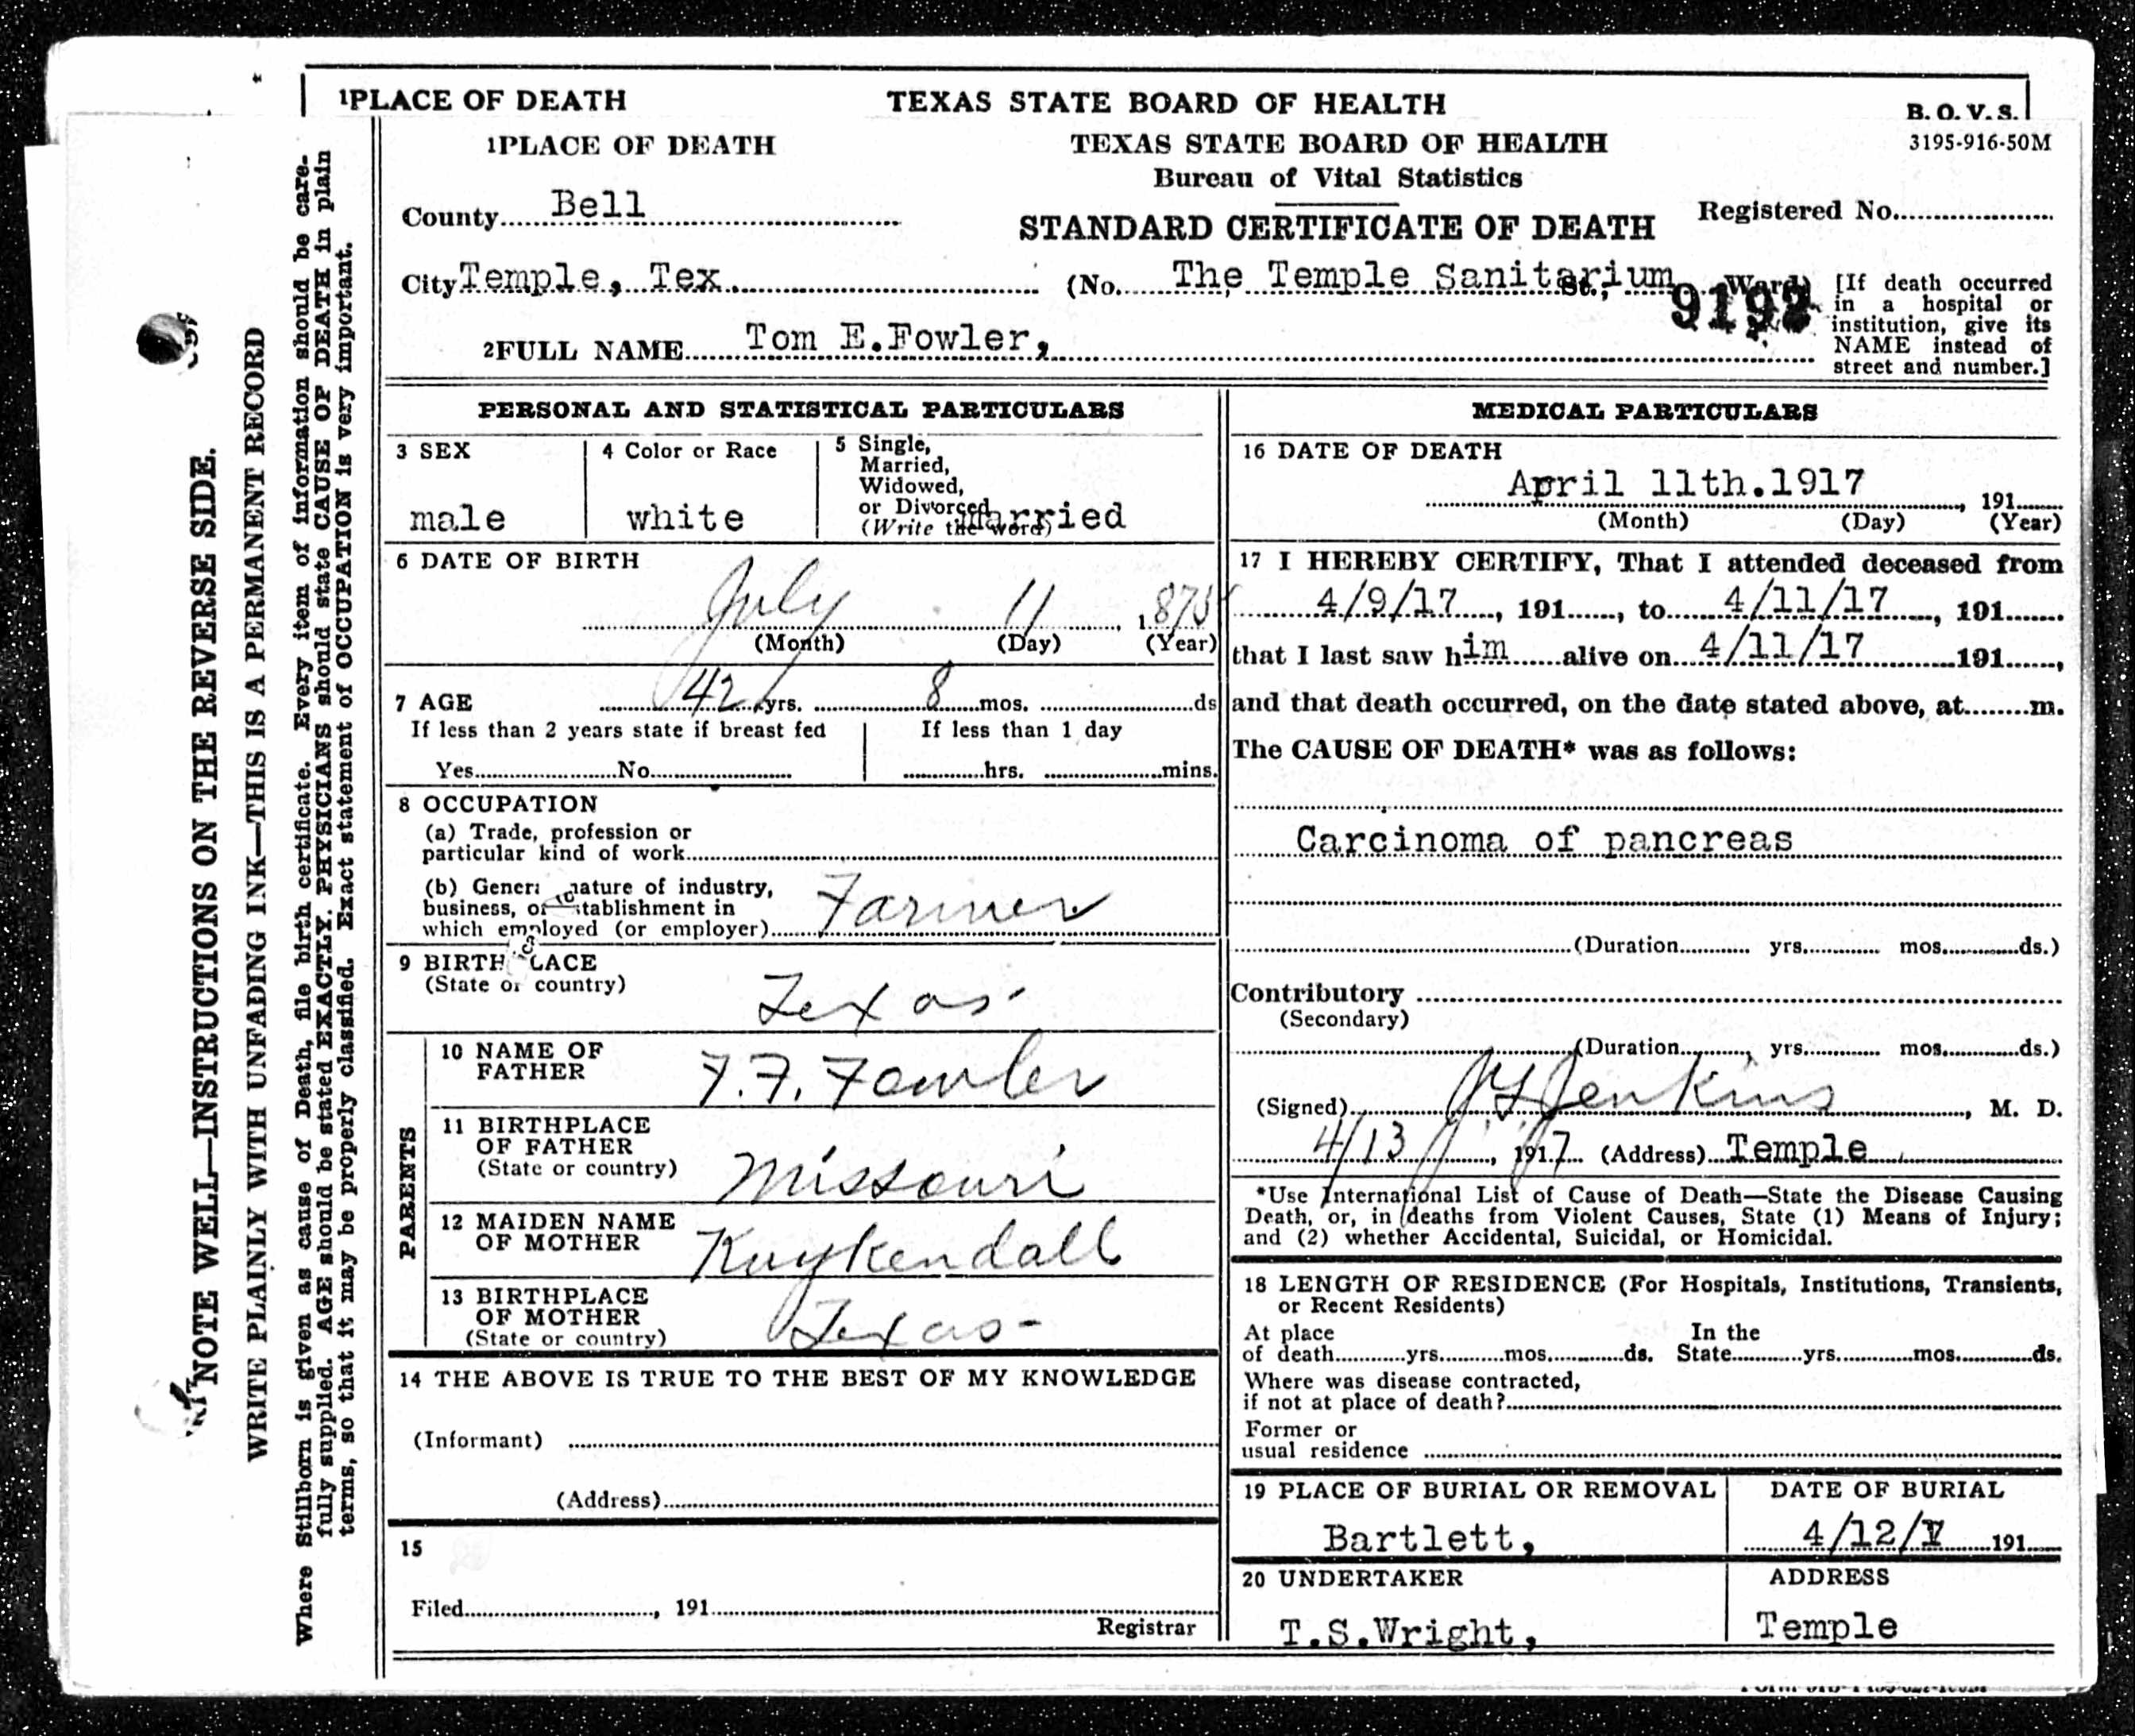 1PLACE OF DEATH TEXAS STATE BOARD OF HEALTH B. O. V. S.
1PLACE OF DEATH TEXAS STATE BOARD OF HEALTH 3195-916-50M
Bureau of Vital Statistics
County Bell STANDARD CERTIFICATE OF DEATH Registered No.
City Temple, Tex. (No. The Temple Sanitarium St., Ward)
9192
[If death occurred
in a hospital or
institution, give its
NAME instead of
street and number.]
2FULL NAME Tom E.Fowler,
PERSONAL AND STATISTICAL PARTICULARS
3 SEX
male
4 Color or Race
white
5 Single,
Married,
Widowed,
or Divorced
(Write the word)
married
6 DATE OF BIRTH
July 11 1875
(Month) (Day) (Year)
7 AGE 42 yrs. 8 mos. ds
If less than 2 years state if breast fed
Yes No
If less than 1 day
hrs. mins.
8 OCCUPATION
(a) Trade, profession or
particular kind of work
(b) General nature of industry,
business, or establishment in
which employed (or employer)
Farmer
9 BIRTHPLACE
(State or country)
Texas
PARENTS
10 NAME OF
FATHER
F. F. Fowler
11 BIRTHPLACE
OF FATHER
(State or country)
Missouri
12 MAIDEN NAME
OF MOTHER
Kuykendall
13 BIRTHPLACE
OF MOTHER
(State or country)
Texas
14 THE ABOVE IS TRUE TO THE BEST OF MY KNOWLEDGE
(Informant)
(Address)
15
Filed , 191
Registrar
MEDICAL PARTICULARS
16 DATE OF DEATH
April 11th.1917 , 191
(Month) (Day) (Year)
17 I HEREBY CERTIFY, That I attended deceased from
4/9/17 , 191 , to 4/11/17 , 191
that I last saw him alive on 4/11/17 191 ,
and that death occurred, on the date stated above, at m.
The CAUSE OF DEATH* was as follows:
Carcinoma of pancreas
(Duration yrs. mos. ds.)
Contributory
(Secondary)
(Duration , yrs. mos. ds.)
(Signed) Jenkins , M. D.
4/13 , 1917 (Address) Temple
*Use International List of Cause of Death—State the Disease Causing
Death, or, in deaths from Violent Causes, State (1) Means of Injury;
and (2) whether Accidental, Suicidal, or Homicidal.
18 LENGTH OF RESIDENCE (For Hospitals, Institutions, Transients,
or Recent Residents)
At place
of death yrs. mos. ds.
In the
State yrs. mos. ds.
Where was disease contracted,
if not at place of death?
Former or
usual residence
19 PLACE OF BURIAL OR REMOVAL
Bartlett,
DATE OF BURIAL
4/12/1 191
20 UNDERTAKER
T.S.Wright,
ADDRESS
Temple
NOTE WELL—INSTRUCTIONS ON THE REVERSE SIDE.
WRITE PLAINLY WITH UNFADING INK—THIS IS A PERMANENT RECORD
Where Stillborn is given as cause of Death, file birth certificate. Every item of information should be care-
fully supplied. AGE should be stated EXACTLY. PHYSICIANS should state CAUSE OF DEATH in plain
terms, so that it may be properly classified. Exact statement of OCCUPATION is very important.